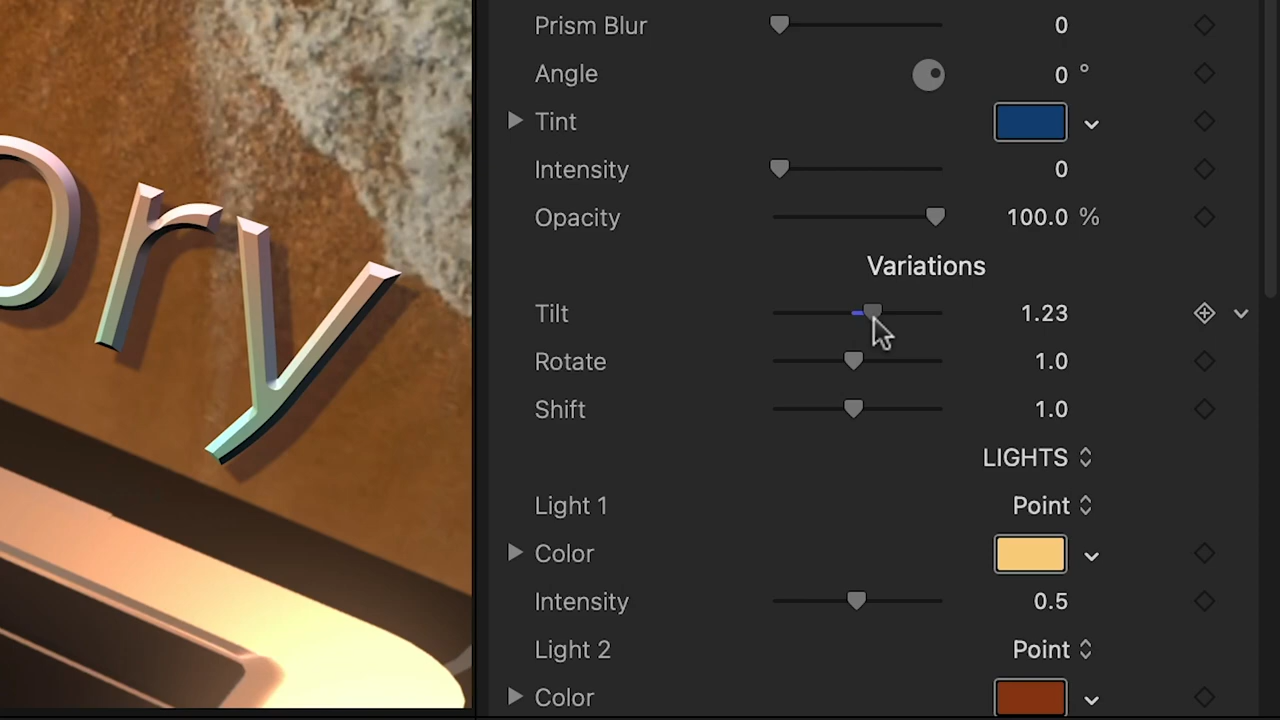 ory
Prism Blur 0
Angle 0 °
Tint
Intensity 0
Opacity 100.0 %
Variations
Tilt 1.23
Rotate 1.0
Shift 1.0
LIGHTS
Light 1 Point
Color
Intensity 0.5
Light 2 Point
Color